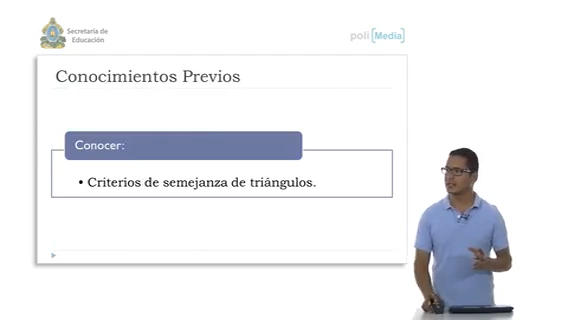 Secretaría de
Educación
poli[Media]
Conocimientos Previos
Conocer:
• Criterios de semejanza de triángulos.